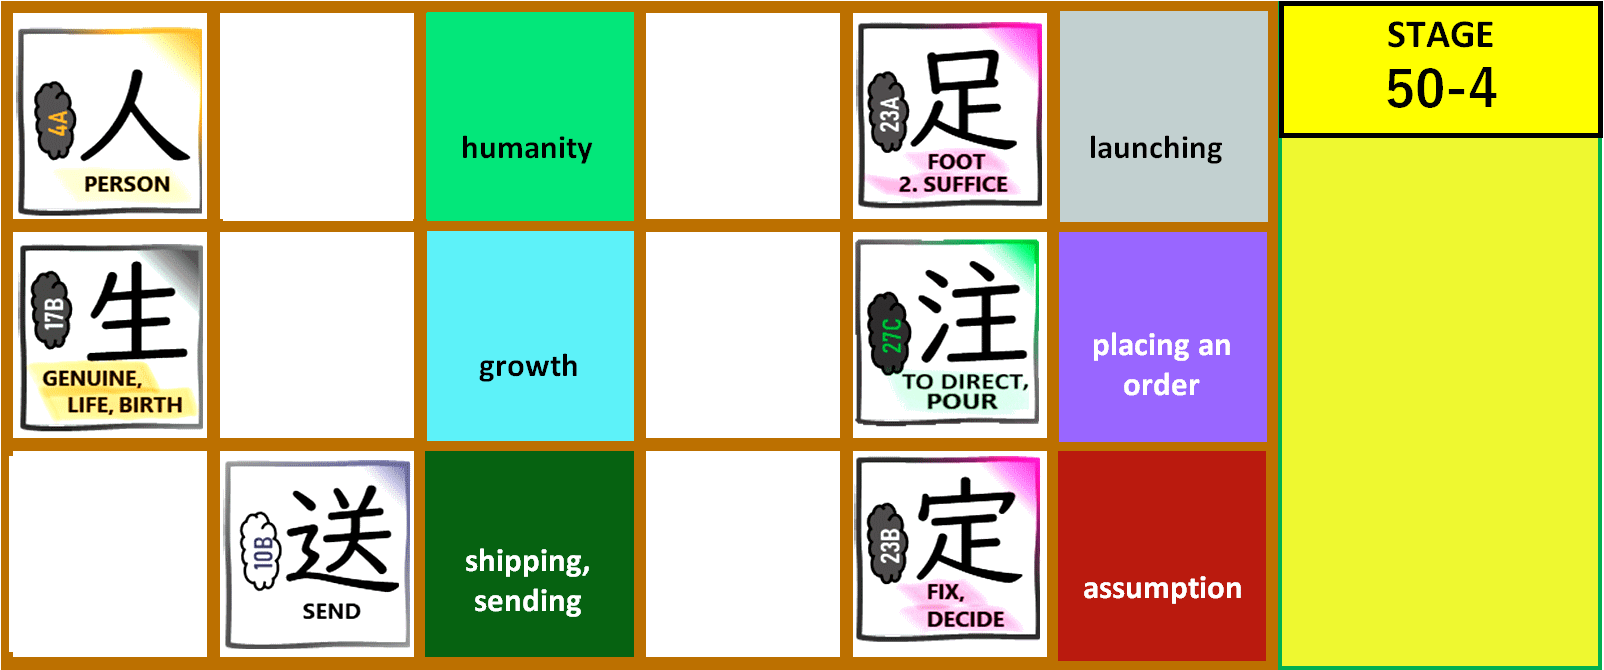 4A
人
PERSON
humanity
23A
足
FOOT
2. SUFFICE
launching
STAGE
50-4
17B
生
GENUINE,
LIFE, BIRTH
growth
27C
注
TO DIRECT,
POUR
placing an
order
10B
送
SEND
shipping,
sending
23B
定
FIX,
DECIDE
assumption